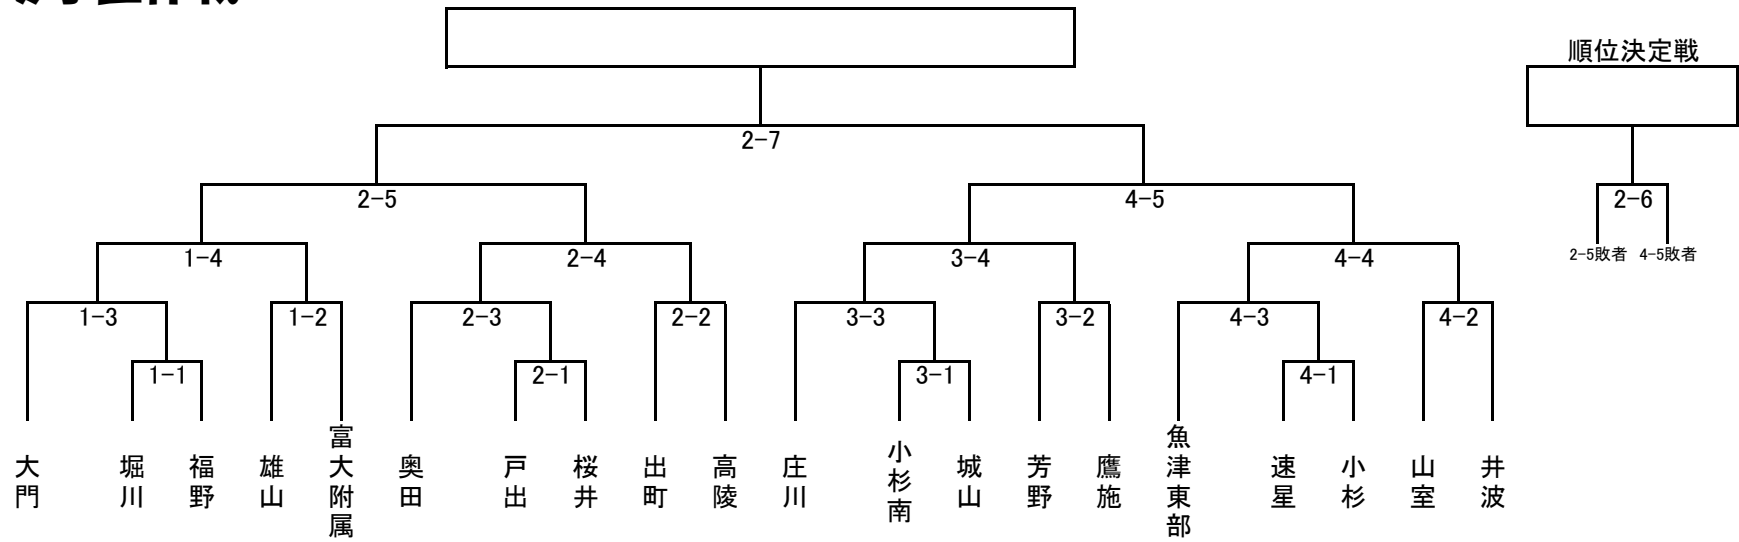 順位決定戦
2-7
2-5
4-5
2-6
1-4
2-4
3-4
4-4
2-5敗者 4-5敗者
1-3
1-2
2-3
2-2
3-3
3-2
4-3
4-2
1-1
2-1
3-1
4-1
大門
堀川
福野
雄山
富大附属
奥田
戸出
桜井
出町
高陵
庄川
小杉南
城山
芳野
鷹施
魚津東部
速星
小杉
山室
井波